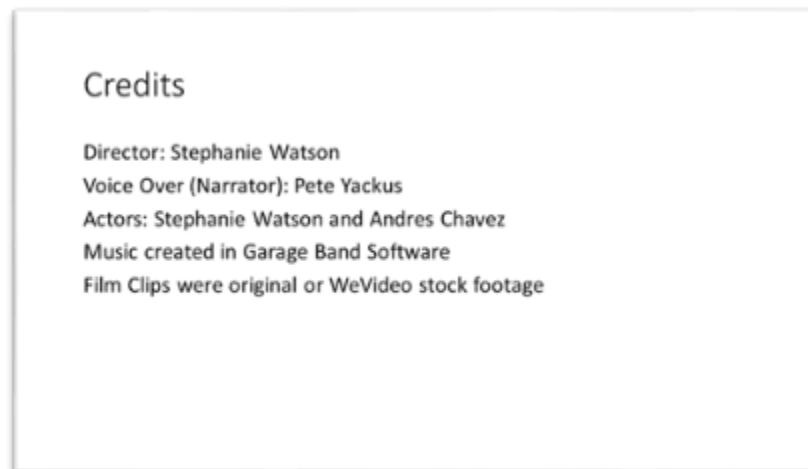 Credits
Director: Stephanie Watson
Voice Over (Narrator): Pete Yackus
Actors: Stephanie Watson and Andres Chavez
Music created in Garage Band Software
Film Clips were original or WeVideo stock footage